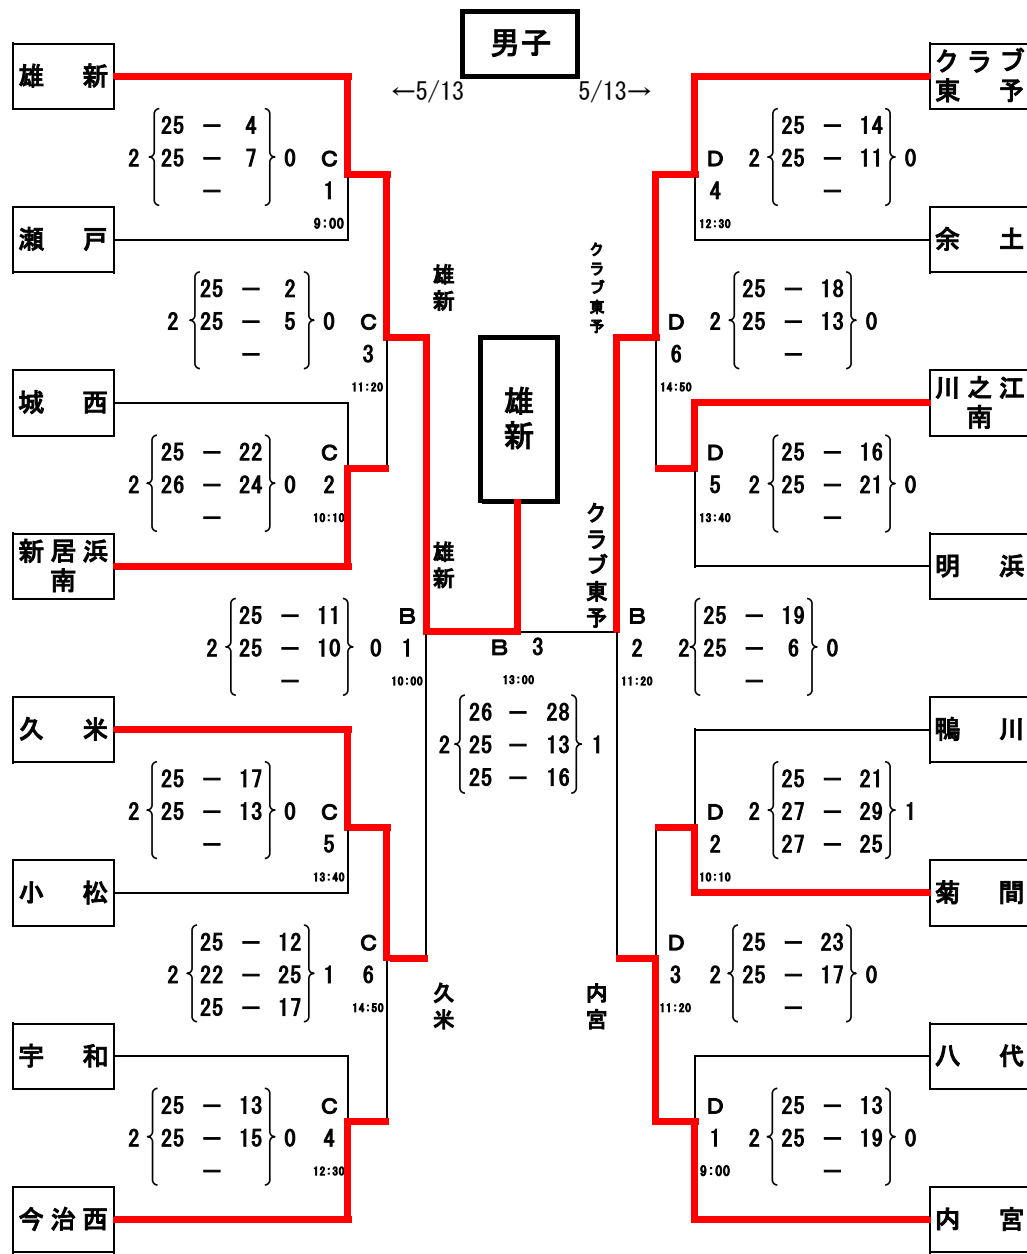 男子
←5/13
5/13→
雄新
25 － 4
2 25 － 7 0
－
C
1
9:00
瀬戸
25 － 2
2 25 － 5 0
－
C
3
11:20
城西
25 － 22
2 26 － 24 0
－
C
2
10:10
新居浜
南
雄新
雄新
25 － 11
2 25 － 10 0
－
B
1
10:00
久米
25 － 17
2 25 － 13 0
－
C
5
13:40
小松
25 － 12
2 22 － 25 1
25 － 17
C
6
14:50
久米
宇和
25 － 13
2 25 － 15 0
－
C
4
12:30
今治西
雄新
B 3
13:00
26 － 28
2 25 － 13 1
25 － 16
クラブ
東予
D
4
12:30
25 － 14
2 25 － 11 0
－
余土
クラブ東予
D
6
14:50
25 － 18
2 25 － 13 0
－
川之江
南
D
5
13:40
25 － 16
2 25 － 21 0
－
明浜
クラブ東予
B
2
11:20
25 － 19
2 25 － 6 0
－
鴨川
D
2
10:10
25 － 21
2 27 － 29 1
27 － 25
菊間
内宮
D
3
11:20
25 － 23
2 25 － 17 0
－
八代
D
1
9:00
25 － 13
2 25 － 19 0
－
内宮